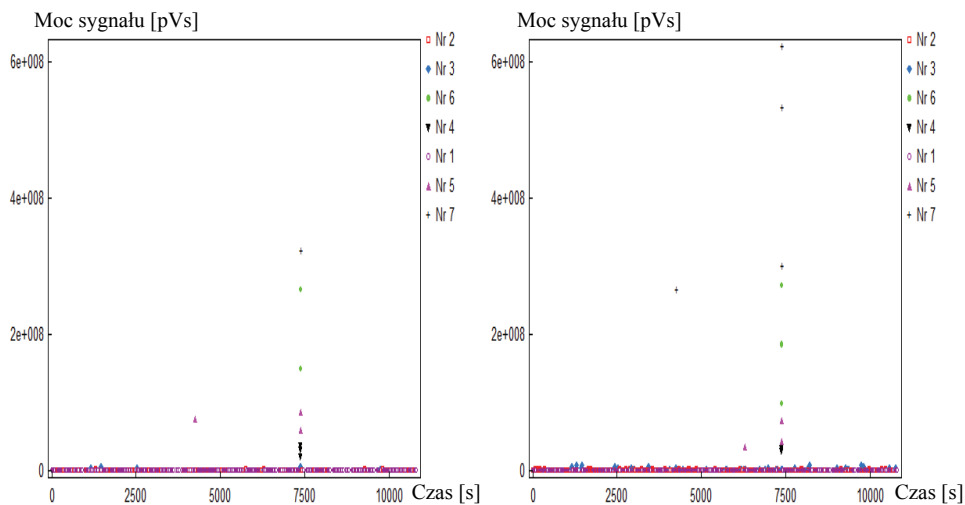 Moc sygnału [pVs]
6e+008
4e+008
2e+008
0
0 2500 5000 7500 10000 Czas [s]
Nr 2
Nr 3
Nr 6
Nr 4
Nr 1
Nr 5
Nr 7
Moc sygnału [pVs]
6e+008
4e+008
2e+008
0
0 2500 5000 7500 10000 Czas [s]
Nr 2
Nr 3
Nr 6
Nr 4
Nr 1
Nr 5
Nr 7